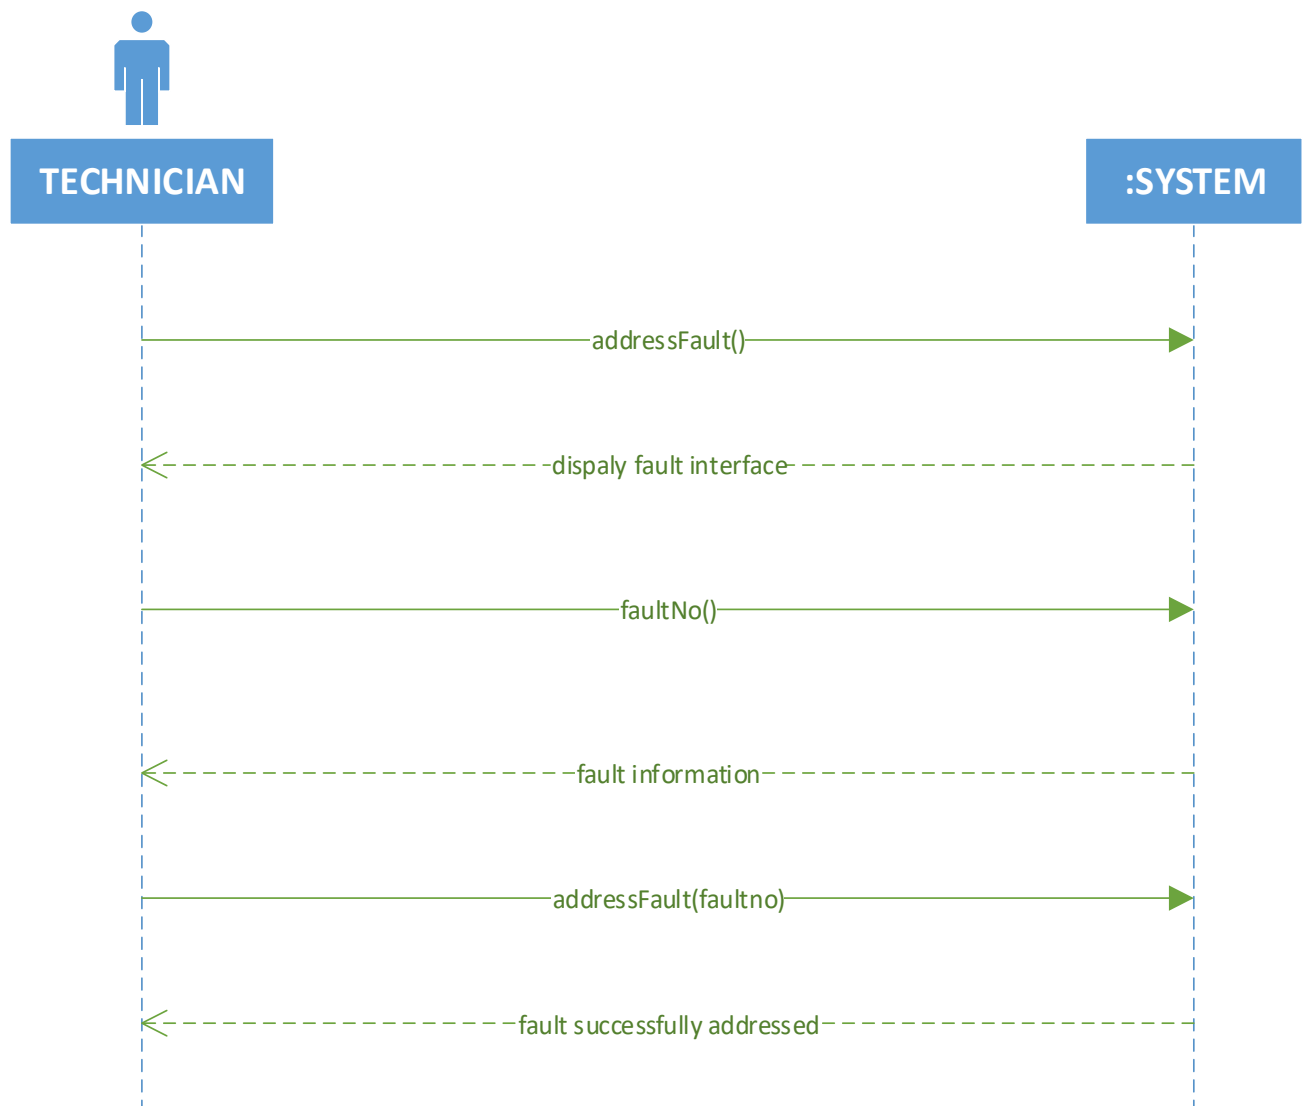 TECHNICIAN
:SYSTEM
addressFault()
dispaly fault interface
faultNo()
fault information
addressFault(faultno)
fault successfully addressed